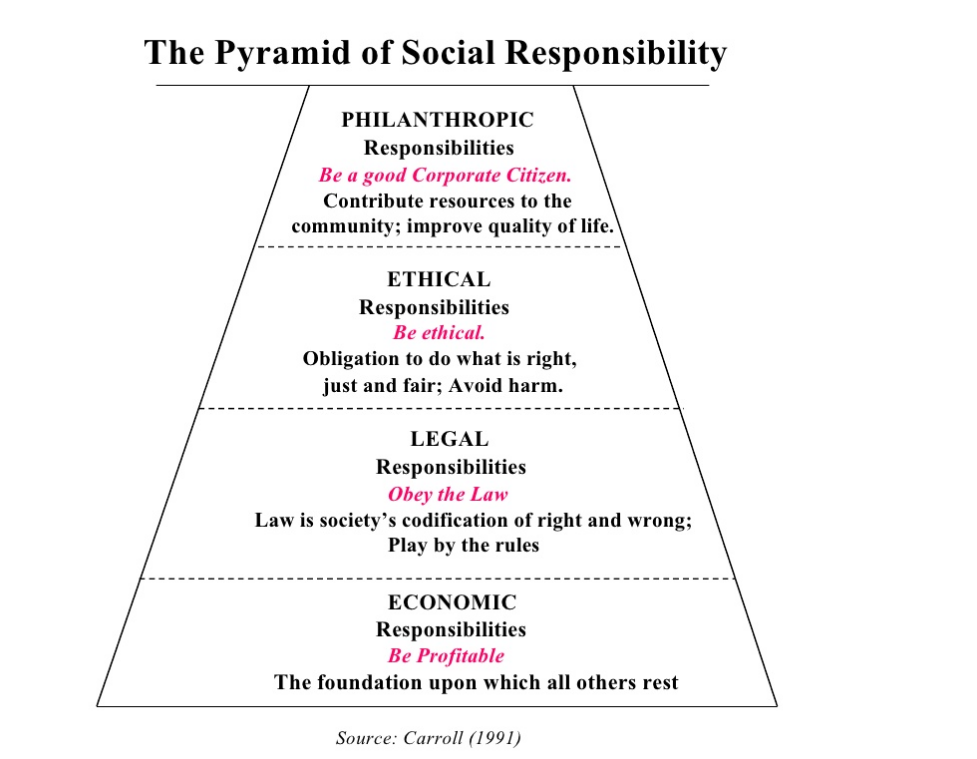 The Pyramid of Social Responsibility
PHILANTHROPIC
Responsibilities
Be a good Corporate Citizen.
Contribute resources to the
community; improve quality of life.
ETHICAL
Responsibilities
Be ethical.
Obligation to do what is right,
just and fair; Avoid harm.
LEGAL
Responsibilities
Obey the Law
Law is society’s codification of right and wrong;
Play by the rules
ECONOMIC
Responsibilities
Be Profitable
The foundation upon which all others rest
Source: Carroll (1991)